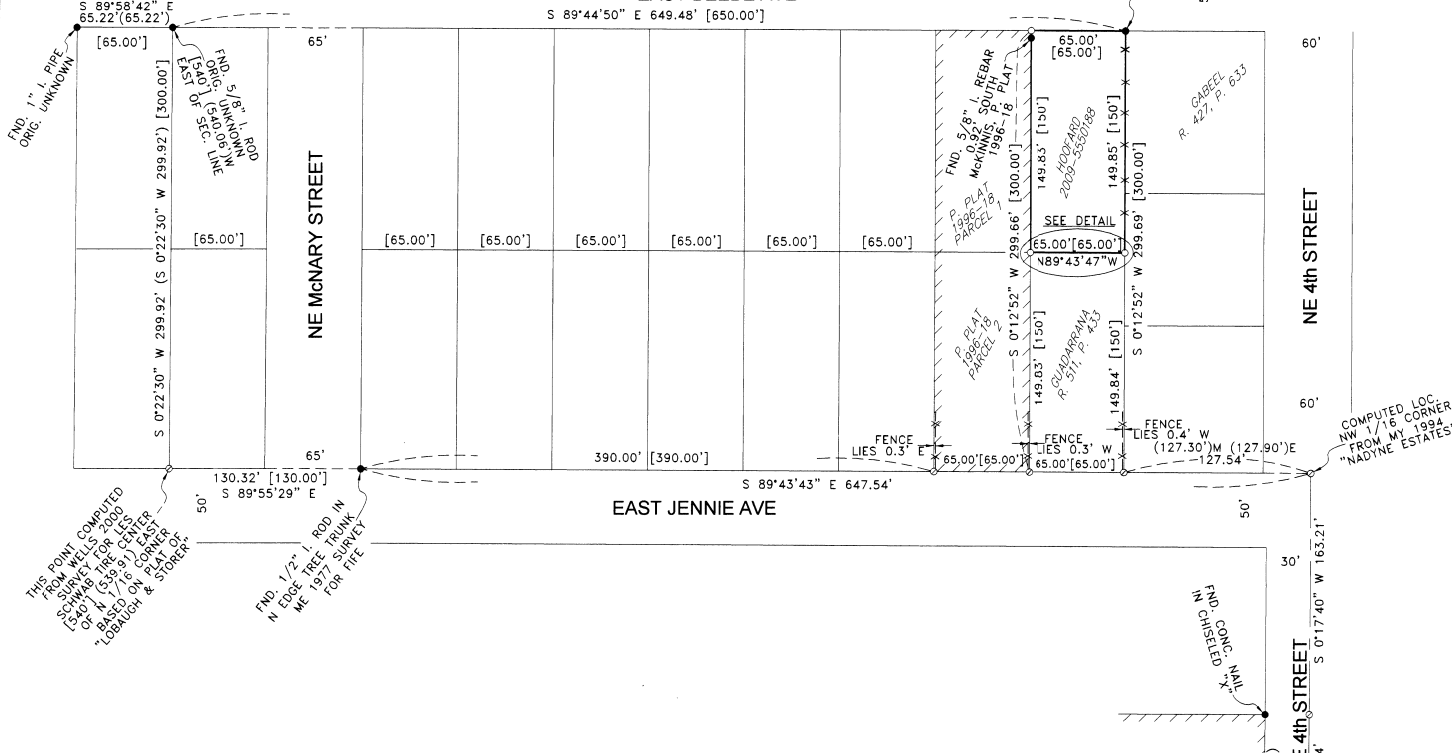 S 89°58'42" E
65.22'(65.22')
[65.00']
S 89°44'50" E 649.48' [650.00']
65'
65.00'
[65.00']
60'
FND. 1" I. PIPE
ORIG. UNKNOWN
FND. 5/8" I. ROD
ORIG. UNKNOWN
[540'] (540.06')W
EAST OF SEC. LINE
S 0°22'30" W 299.92' (S 0°22'30" W 299.92') [300.00']
[65.00']
NE McNARY STREET
[65.00']
[65.00']
[65.00']
[65.00']
[65.00']
[65.00']
FND. 5/8" I. REBAR
0.92' SOUTH
McKINNIS, P. PLAT
1996-18
P. PLAT
1996-18
PARCEL 1
S 0°12'52" W 299.66' [300.00']
149.83' [150']
HOOFARD
2009-5550188
149.85' [150']
S 0°12'52" W 299.69' [300.00']
GABEEL
R. 427, P. 633
SEE DETAIL
65.00'[65.00']
N89°43'47"W
NE 4th STREET
P. PLAT
1996-18
PARCEL 2
149.83' [150']
GUADARRANA
R. 511, P. 433
149.84' [150']
60'
COMPUTED LOC.
NW 1/16 CORNER
FROM MY 1994
"NADYNE ESTATES"
65'
390.00' [390.00']
FENCE
LIES 0.3' E
65.00'[65.00']
FENCE
LIES 0.3' W
65.00'[65.00']
FENCE
LIES 0.4' W
(127.30')M (127.90')E
127.54'
130.32' [130.00']
S 89°55'29" E
S 89°43'43" E 647.54'
50'
EAST JENNIE AVE
50'
THIS POINT COMPUTED
FROM WELLS 2000
SURVEY FOR LES
SCHWAB TIRE CENTER
[540'] (539.91) EAST
OF N 1/16 CORNER
BASED ON PLAT OF
"LOBAUGH & STORER"
FND. 1/2" I. ROD IN
N EDGE TREE TRUNK
ME 1977 SURVEY
FOR FIFE
30'
S 0°17'40" W 163.21'
FND. CONC. NAIL
IN CHISELED "X"
4th STREET